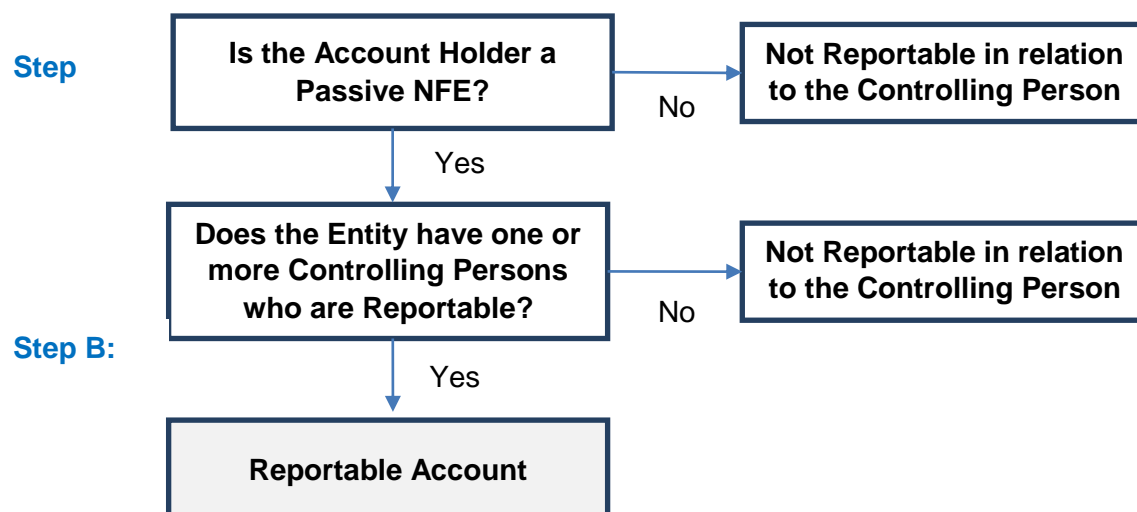 Step
Is the Account Holder a
Passive NFE?
Not Reportable in relation
to the Controlling Person
No
Yes
Does the Entity have one or
more Controlling Persons
who are Reportable?
Not Reportable in relation
to the Controlling Person
No
Step B:
Yes
Reportable Account